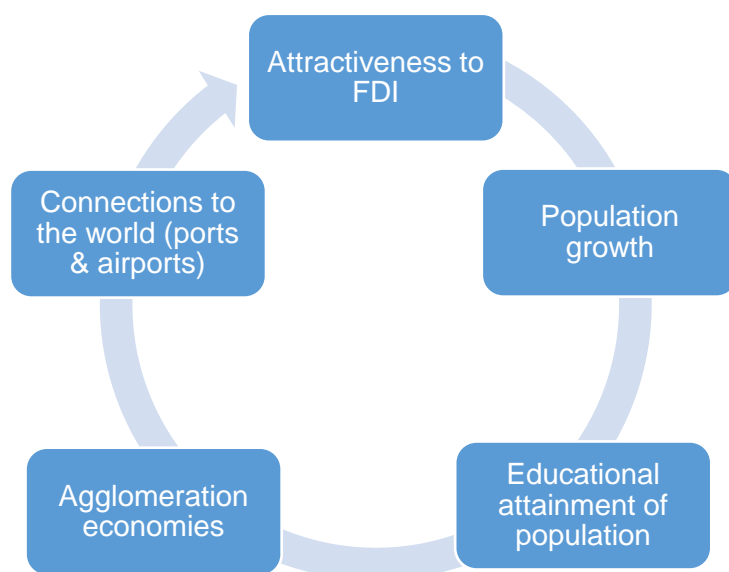 Attractiveness to
FDI
Population
growth
Educational
attainment of
population
Agglomeration
economies
Connections to
the world (ports
& airports)